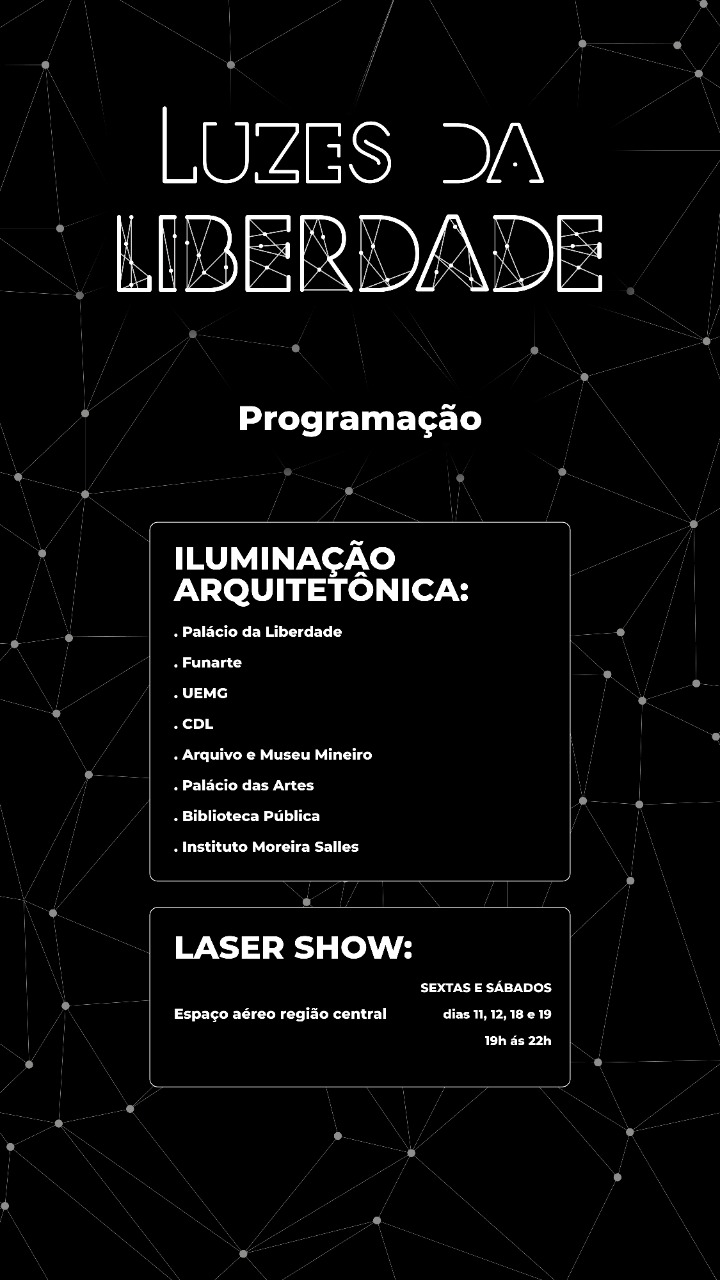 LUZES DA
LIBERDADE
Programação
ILUMINAÇÃO
ARQUITETÔNICA:
. Palácio da Liberdade
. Funarte
. UEMG
. CDL
. Arquivo e Museu Mineiro
. Palácio das Artes
. Biblioteca Pública
. Instituto Moreira Salles
LASER SHOW:
SEXTAS E SÁBADOS
Espaço aéreo região central
dias 11, 12, 18 e 19
19h ás 22h